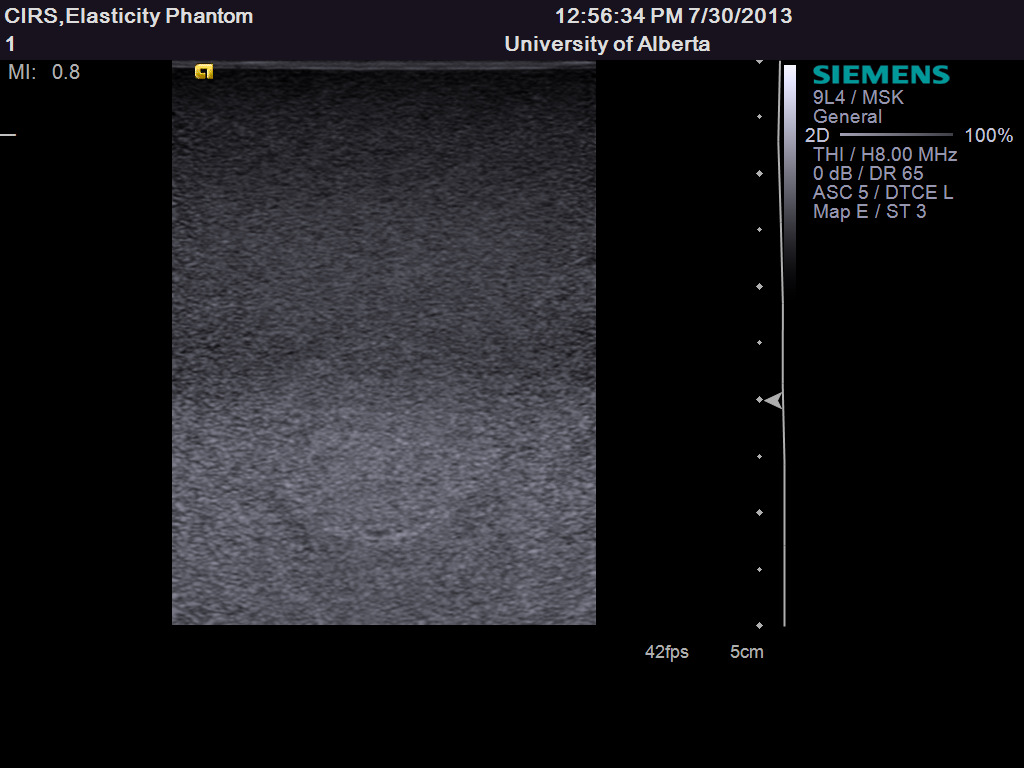 CIRS,Elasticity Phantom 12:56:34 PM 7/30/2013
1 University of Alberta
MI: 0.8
SIEMENS
9L4 / MSK
General
2D 100%
THI / H8.00 MHz
0 dB / DR 65
ASC 5 / DTCE L
Map E / ST 3
42fps 5cm